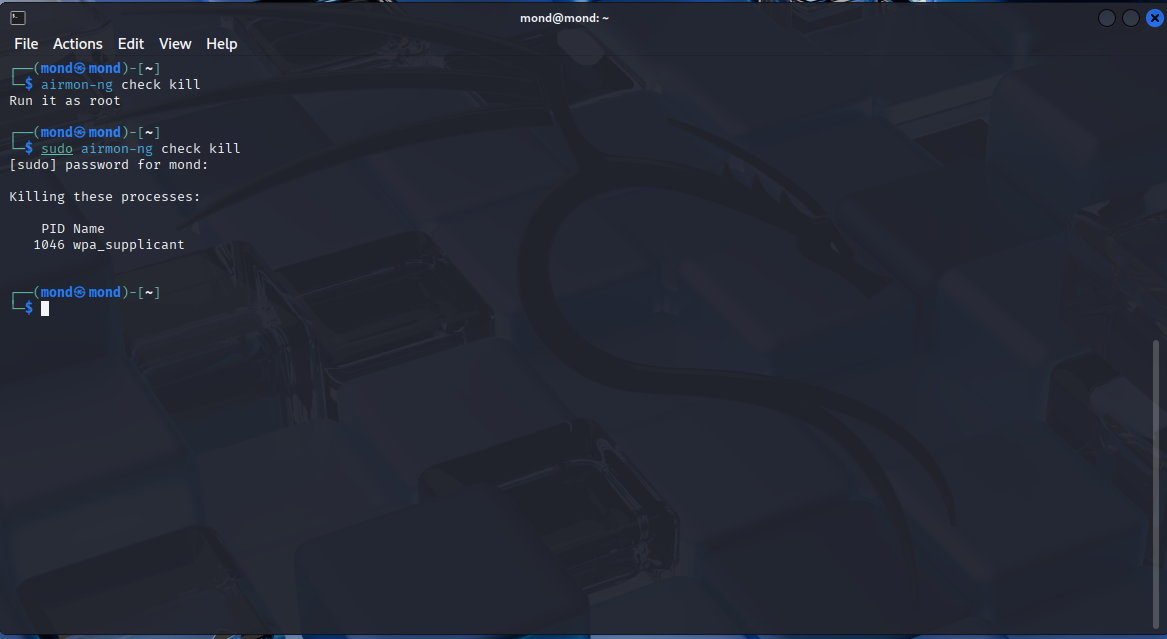 mond@mond: ~
File Actions Edit View Help
┌──(mond㉿mond)-[~]
└─$ airmon-ng check kill
Run it as root
┌──(mond㉿mond)-[~]
└─$ sudo airmon-ng check kill
[sudo] password for mond:
Killing these processes:
PID Name
1046 wpa_supplicant
┌──(mond㉿mond)-[~]
└─$